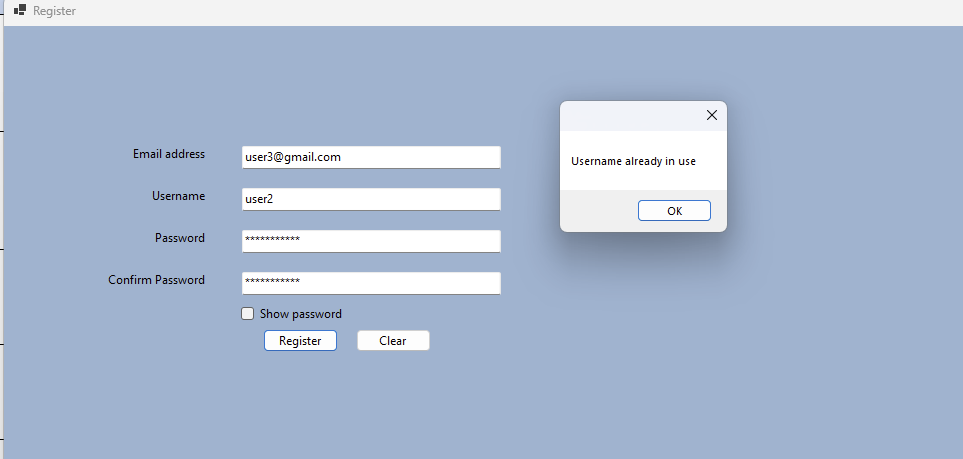 Register
Email address user3@gmail.com
Username user2
Password ***********
Confirm Password ***********
Show password
Register Clear
Username already in use
OK